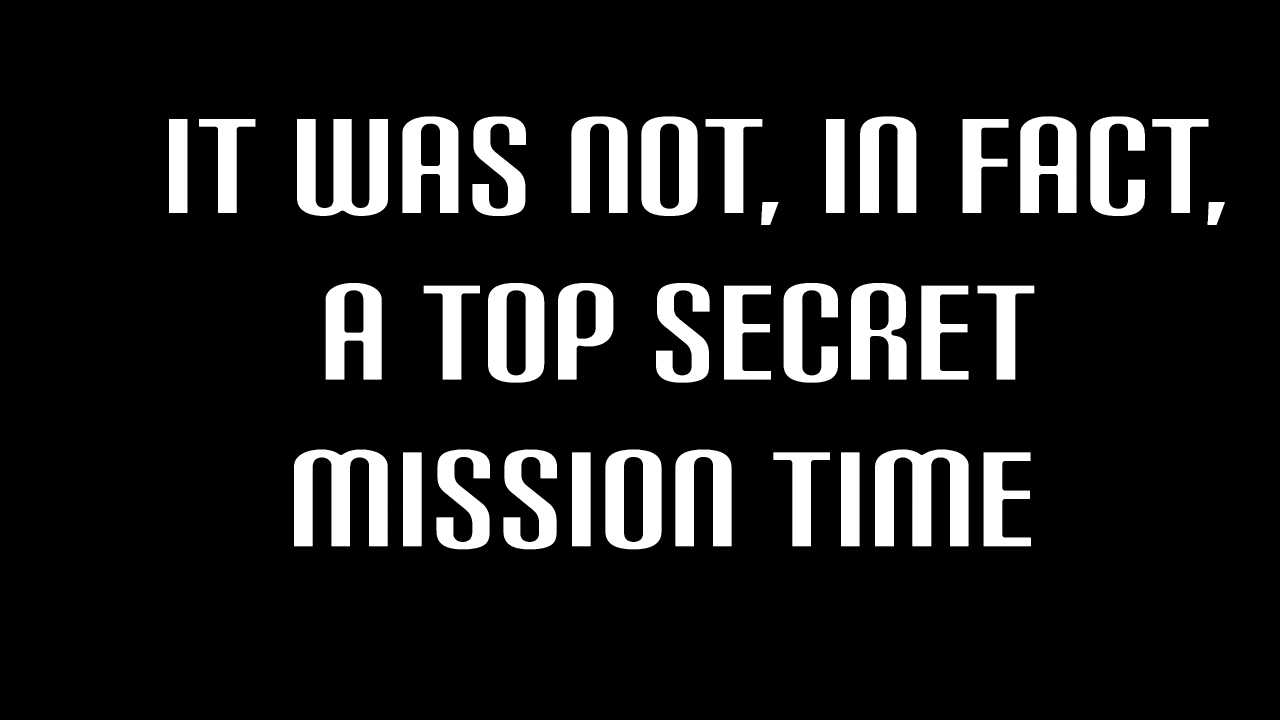 IT WAS NOT, IN FACT,
A TOP SECRET
MISSION TIME